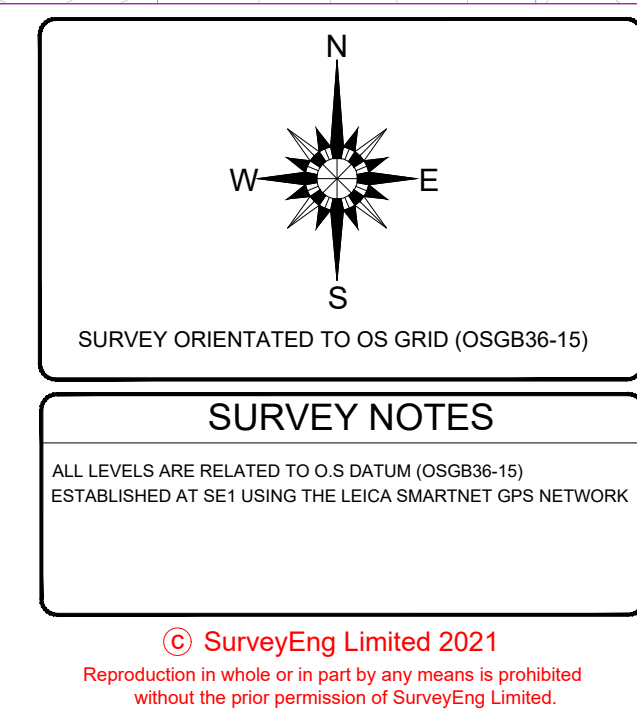 N
W E
S
SURVEY ORIENTATED TO OS GRID (OSGB36-15)
SURVEY NOTES
ALL LEVELS ARE RELATED TO O.S DATUM (OSGB36-15)
ESTABLISHED AT SE1 USING THE LEICA SMARTNET GPS NETWORK
© SurveyEng Limited 2021
Reproduction in whole or in part by any means is prohibited
without the prior permission of SurveyEng Limited.